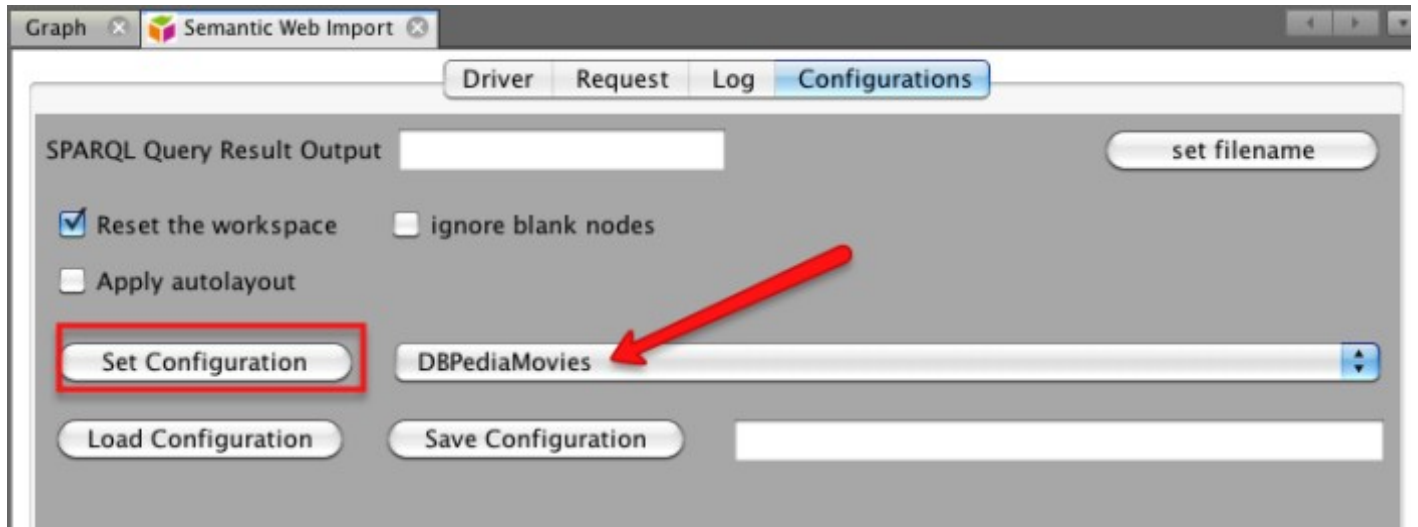 Graph Semantic Web Import
Driver Request Log Configurations
SPARQL Query Result Output set filename
Reset the workspace ignore blank nodes
Apply autolayout
Set Configuration DBPediaMovies
Load Configuration Save Configuration